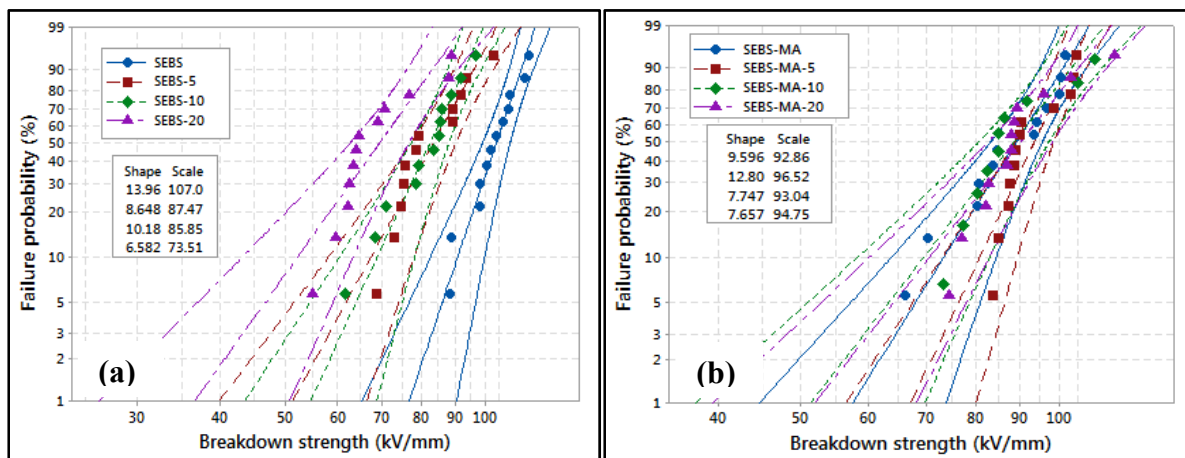 99
90
80
70
60
50
40
30
20
10
5
3
2
1
Failure probability (%)
SEBS
SEBS-5
SEBS-10
SEBS-20
Shape Scale
13.96 107.0
8.648 87.47
10.18 85.85
6.582 73.51
(a)
30 40 50 60 70 80 90 100
Breakdown strength (kV/mm)
99
90
80
70
60
50
40
30
20
10
5
3
2
1
Failure probability (%)
SEBS-MA
SEBS-MA-5
SEBS-MA-10
SEBS-MA-20
Shape Scale
9.596 92.86
12.80 96.52
7.747 93.04
7.657 94.75
(b)
40 50 60 70 80 90 100
Breakdown strength (kV/mm)